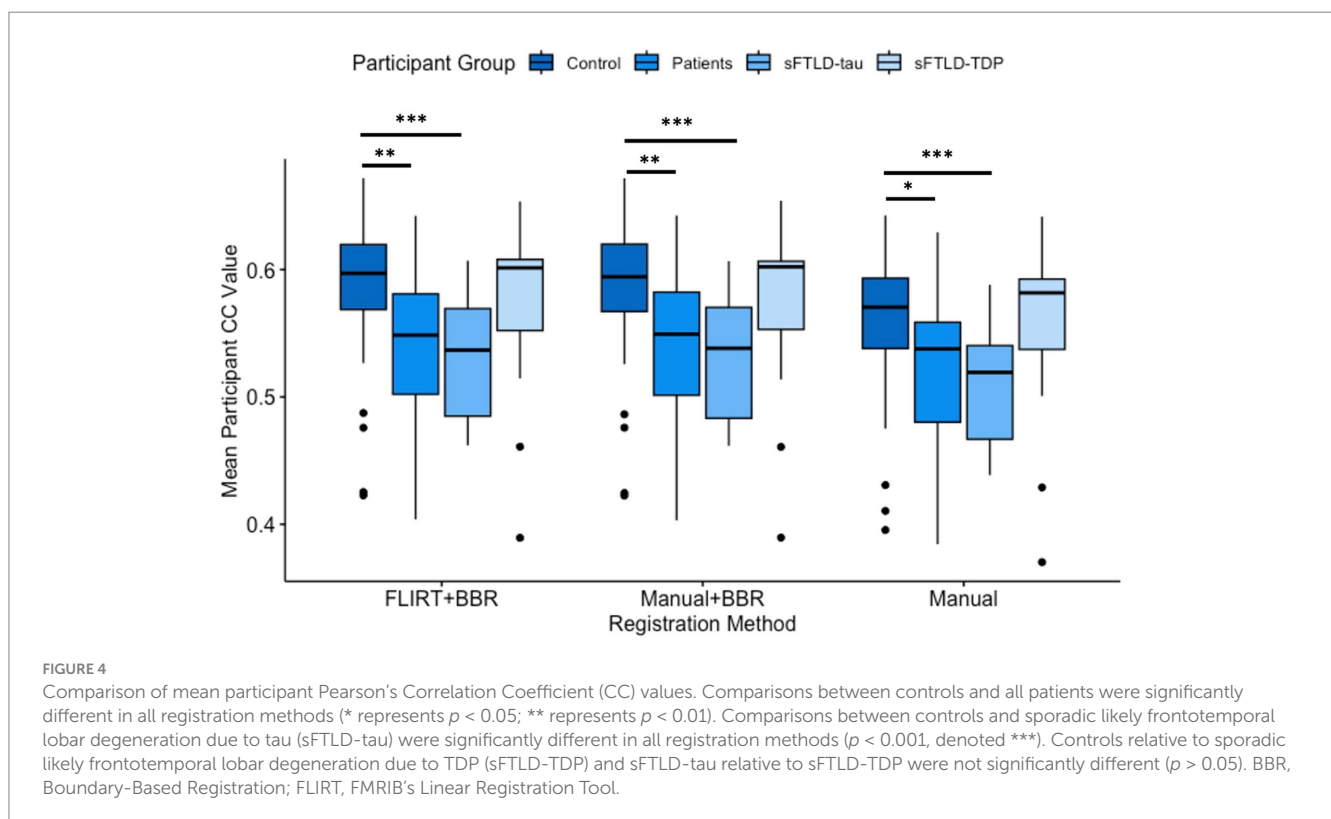 Participant Group Control Patients sFTLD-tau sFTLD-TDP
*** *** ***
** ** *
Mean Participant CC Value
0.6
0.5
0.4
FLIRT+BBR Manual+BBR Manual
Registration Method
FIGURE 4
Comparison of mean participant Pearson’s Correlation Coefficient (CC) values. Comparisons between controls and all patients were significantly
different in all registration methods (* represents p < 0.05; ** represents p < 0.01). Comparisons between controls and sporadic likely frontotemporal
lobar degeneration due to tau (sFTLD-tau) were significantly different in all registration methods (p < 0.001, denoted ***). Controls relative to sporadic
likely frontotemporal lobar degeneration due to TDP (sFTLD-TDP) and sFTLD-tau relative to sFTLD-TDP were not significantly different (p > 0.05). BBR,
Boundary-Based Registration; FLIRT, FMRIB’s Linear Registration Tool.